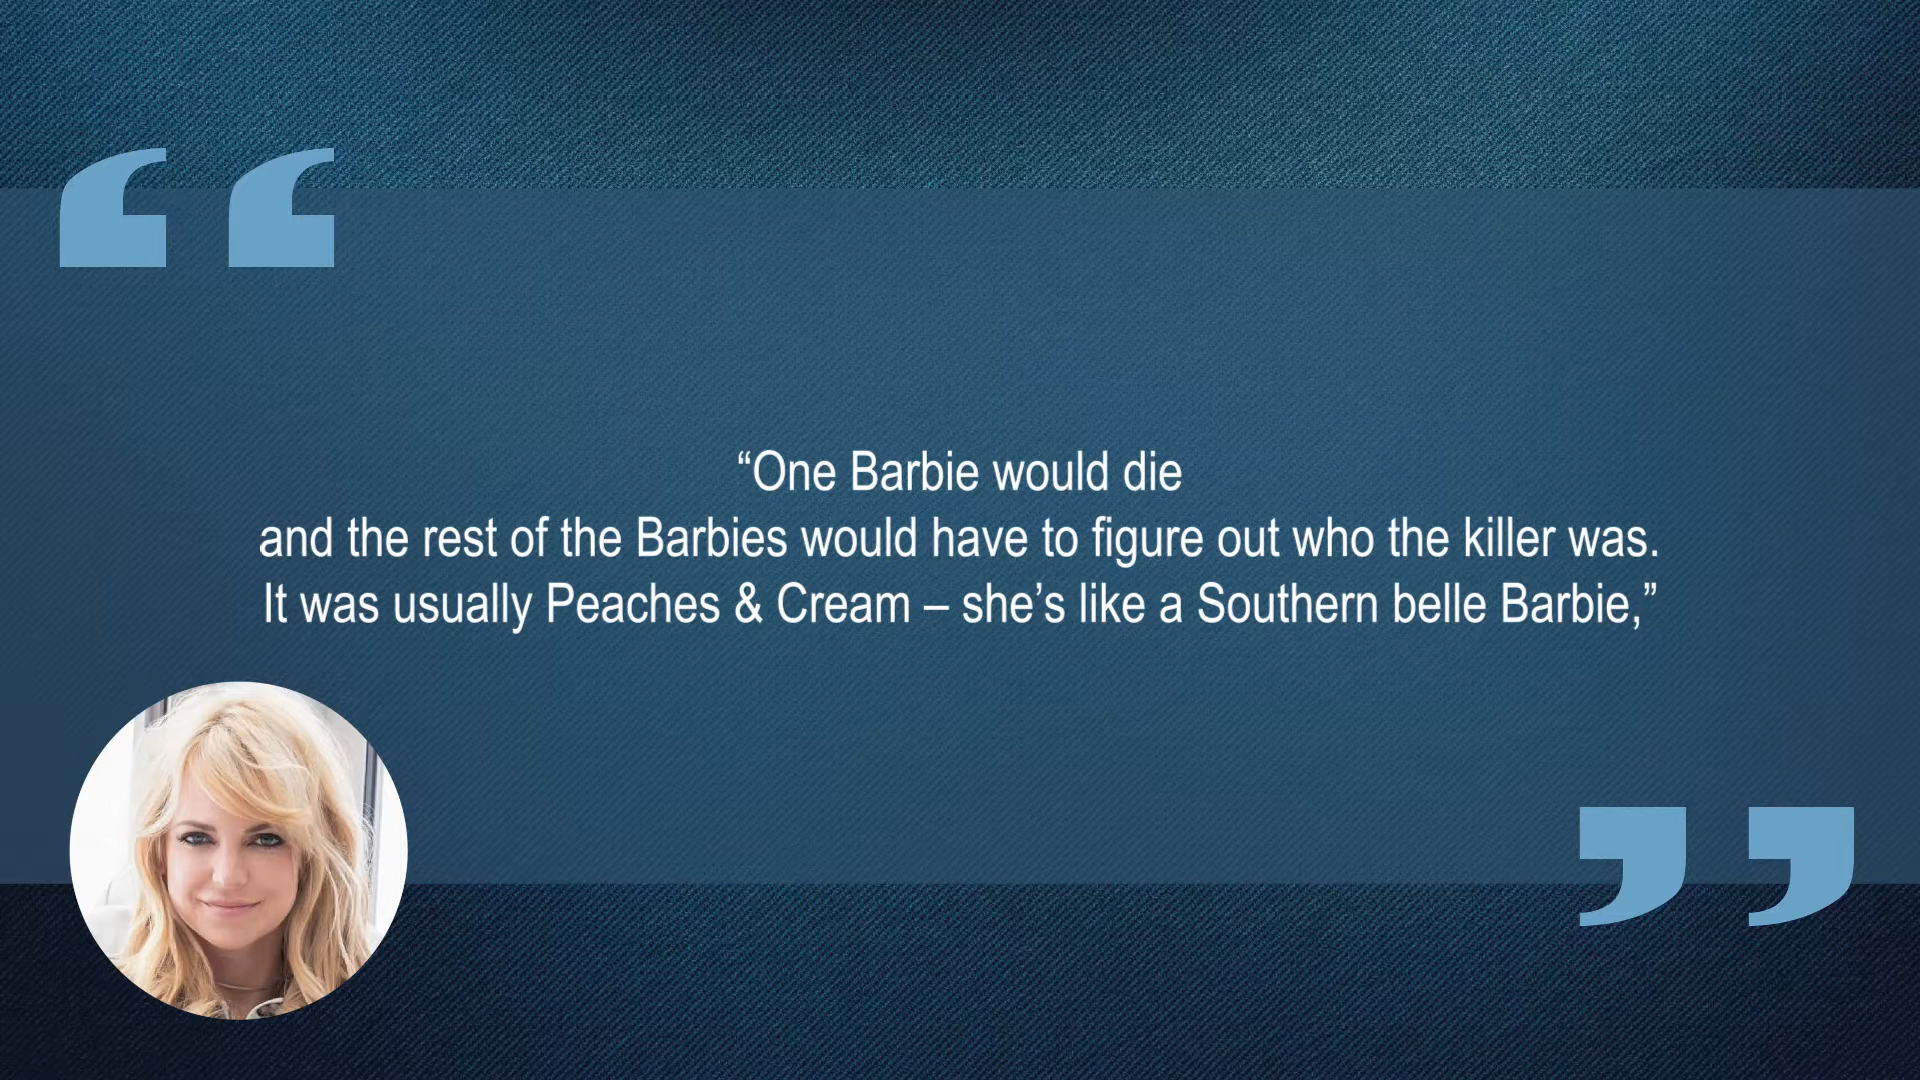 “One Barbie would die
and the rest of the Barbies would have to figure out who the killer was.
It was usually Peaches & Cream – she’s like a Southern belle Barbie,”